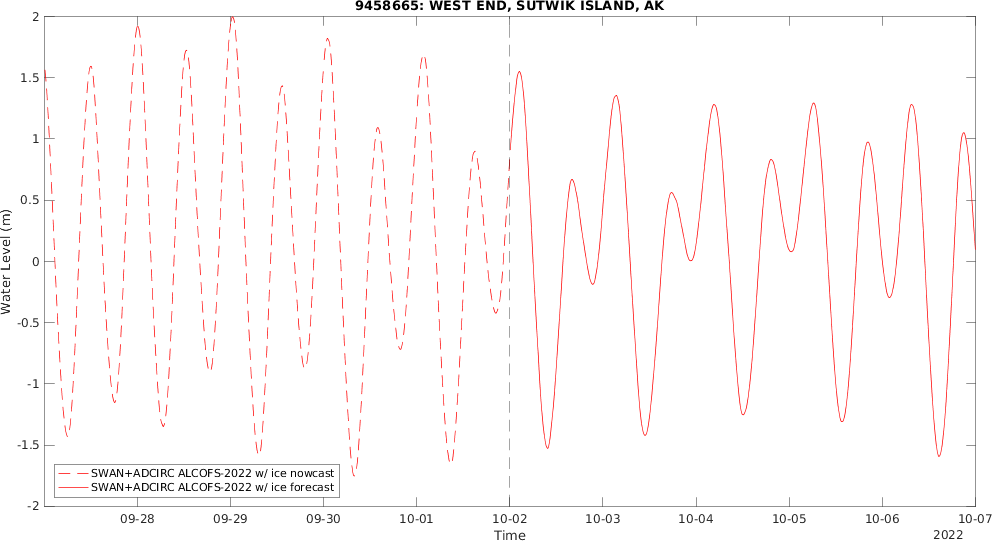 9458665: WEST END, SUTWIK ISLAND, AK
2
1.5
1
0.5
0
-0.5
-1
-1.5
-2
Water Level (m)
SWAN+ADCIRC ALCOFS-2022 w/ ice nowcast
SWAN+ADCIRC ALCOFS-2022 w/ ice forecast
09-28 09-29 09-30 10-01 10-02 10-03 10-04 10-05 10-06 10-07
Time
2022